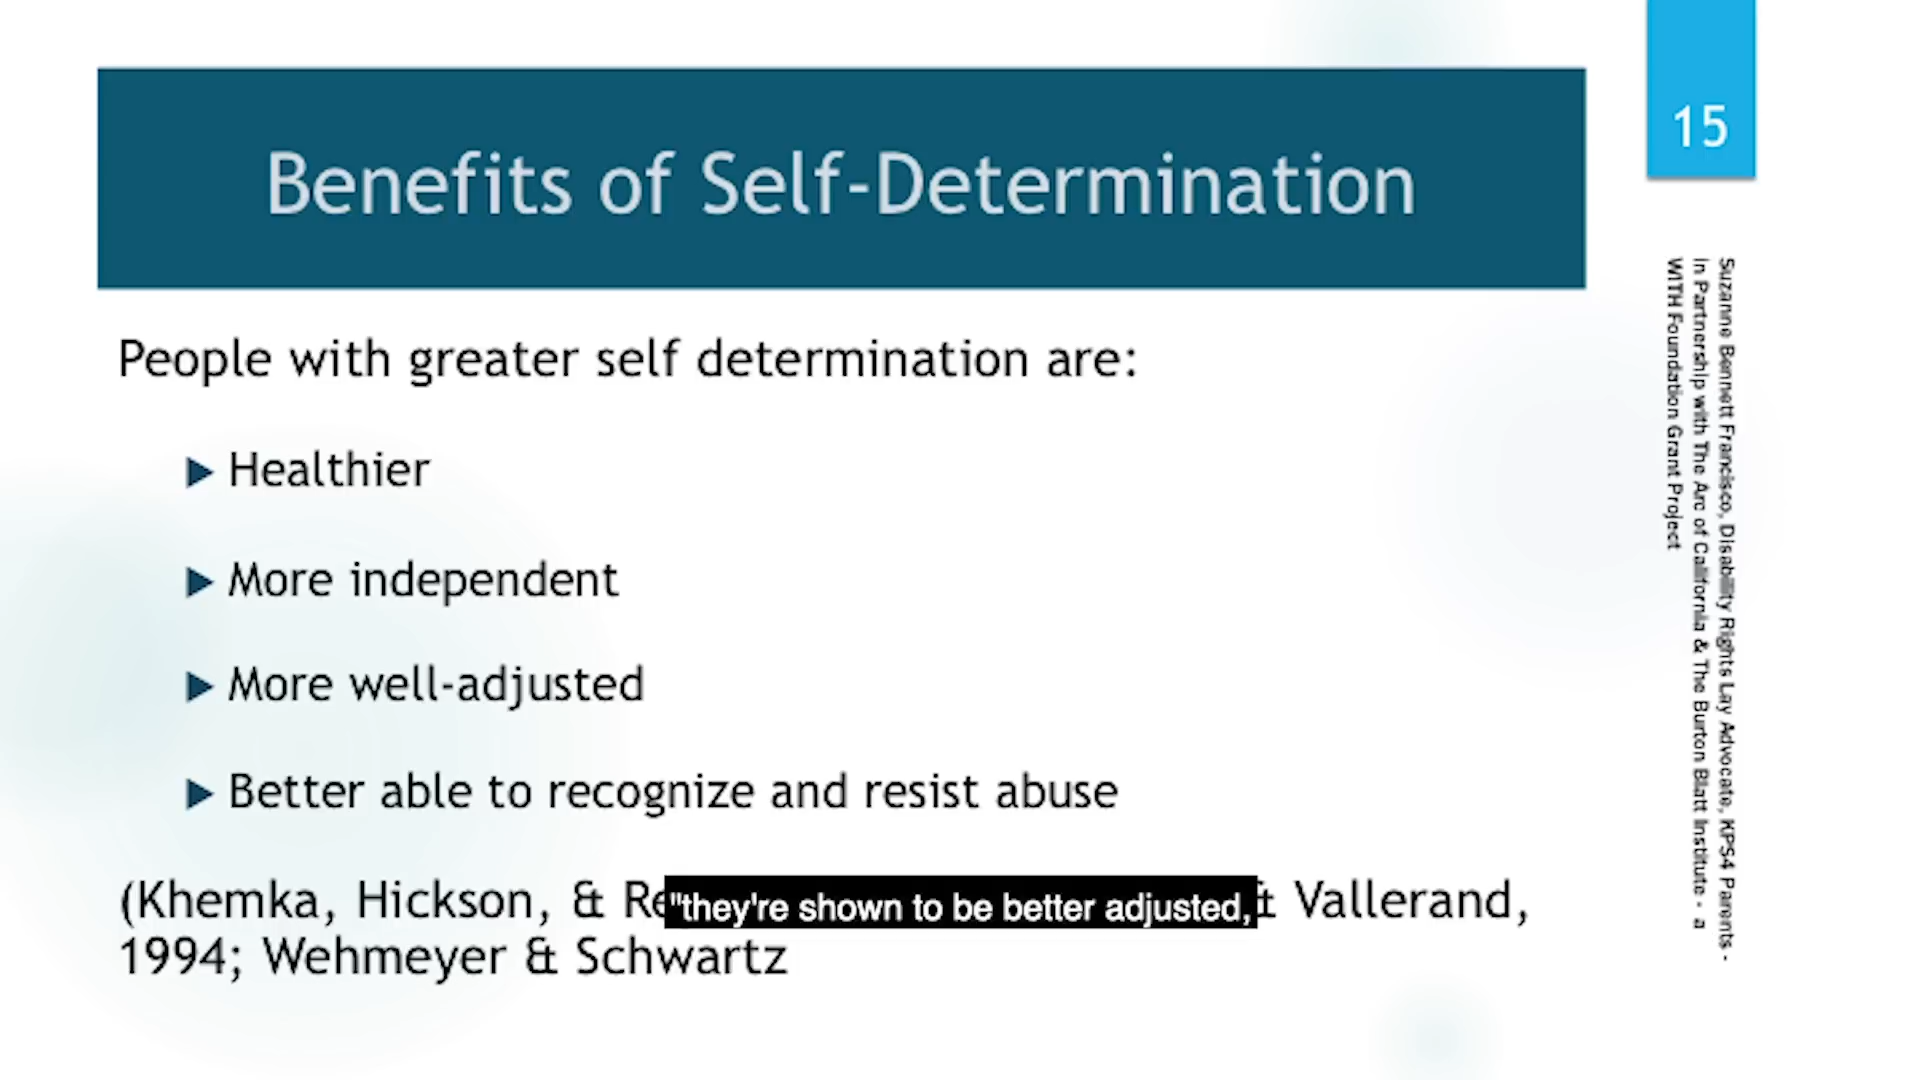 Benefits of Self-Determination
15
People with greater self determination are:
Healthier
More independent
More well-adjusted
Better able to recognize and resist abuse
(Khemka, Hickson, & & Vallerand,
"they're shown to be better adjusted,
1994; Wehmeyer & Schwartz
Suzanne Bennett Francisco, Disability Rights Lay Advocate, KPS4 Parents -
in Partnership with The Arc of California & The Burton Blatt Institute - a
WITH Foundation Grant Project